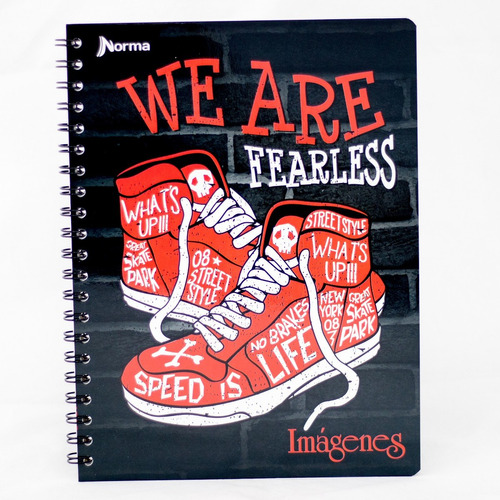 Norma
WE ARE
FEARLESS
WHAT'S
UP!!!
GREAT
SKATE
PARK
08★
STREET
STYLE
STREET STYLE
WHAT'S
UP!!!
NEW
YORK
08
GREAT
SKATE
PARK
NO BRAKES
LIFE
SPEED IS
Imágenes